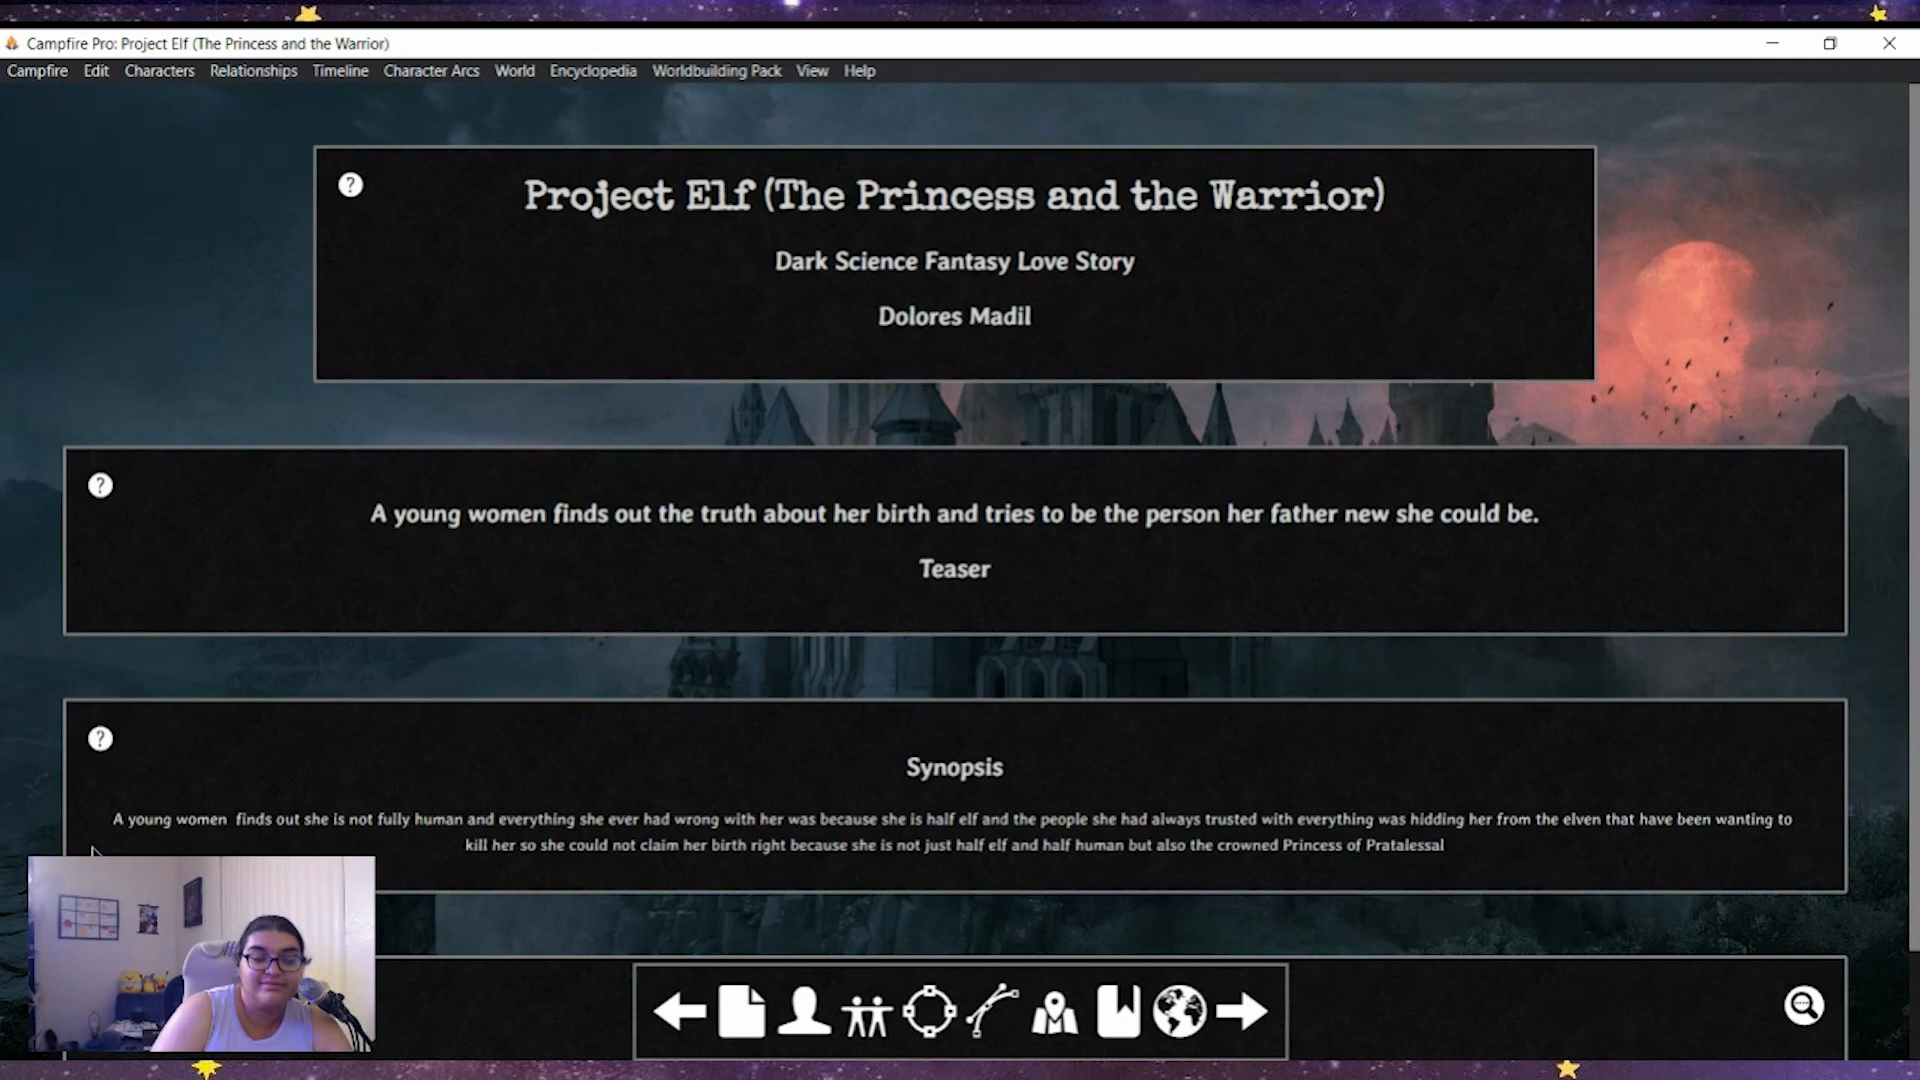 Campfire Pro: Project Elf (The Princess and the Warrior)
Campfire Edit Characters Relationships Timeline Character Arcs World Encyclopedia Worldbuilding Pack View Help
Project Elf (The Princess and the Warrior)
Dark Science Fantasy Love Story
Dolores Madil
A young women finds out the truth about her birth and tries to be the person her father new she could be.
Teaser
Synopsis
A young women finds out she is not fully human and everything she ever had wrong with her was because she is half elf and the people she had always trusted with everything was hidding her from the elven that have been wanting to
kill her so she could not claim her birth right because she is not just half elf and half human but also the crowned Princess of Pratalessal